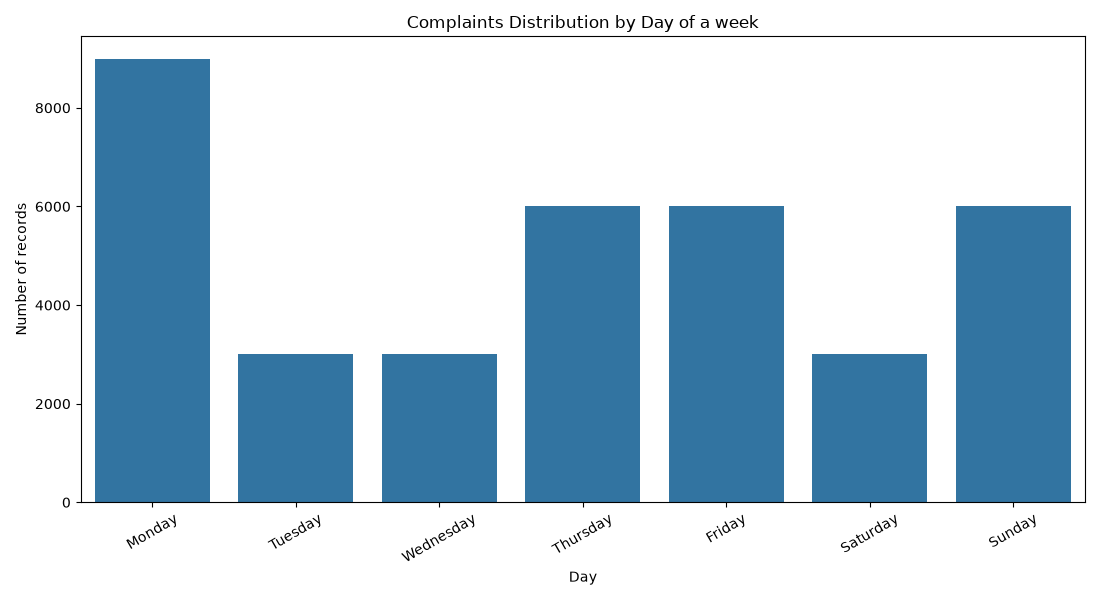 Complaints Distribution by Day of a week
Number of records
8000
6000
4000
2000
0
Monday
Tuesday
Wednesday
Thursday
Friday
Saturday
Sunday
Day